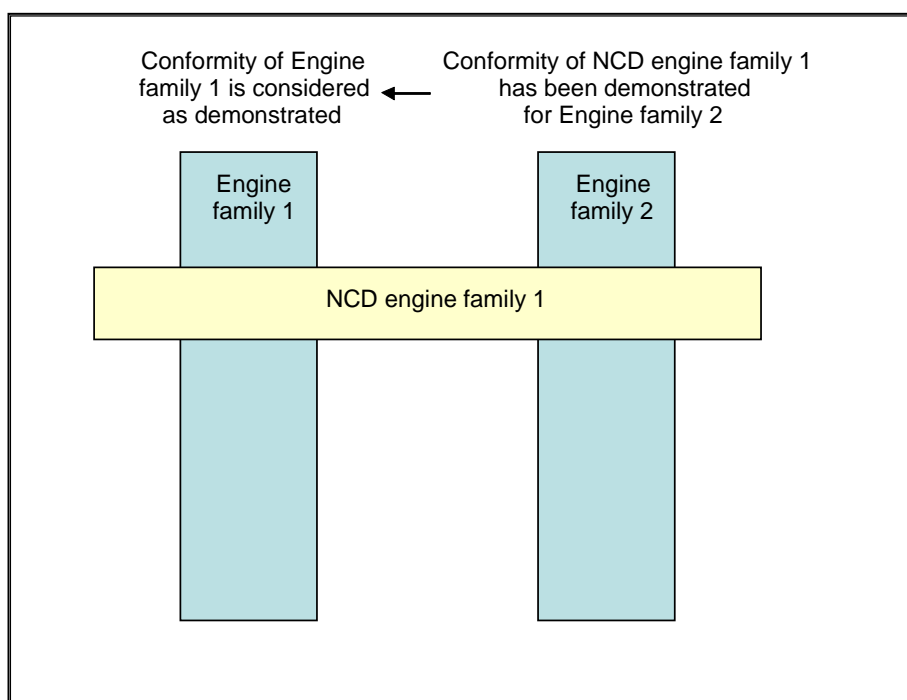 Conformity of Engine
family 1 is considered
as demonstrated
Conformity of NCD engine family 1
has been demonstrated
for Engine family 2
Engine
family 1
Engine
family 2
NCD engine family 1